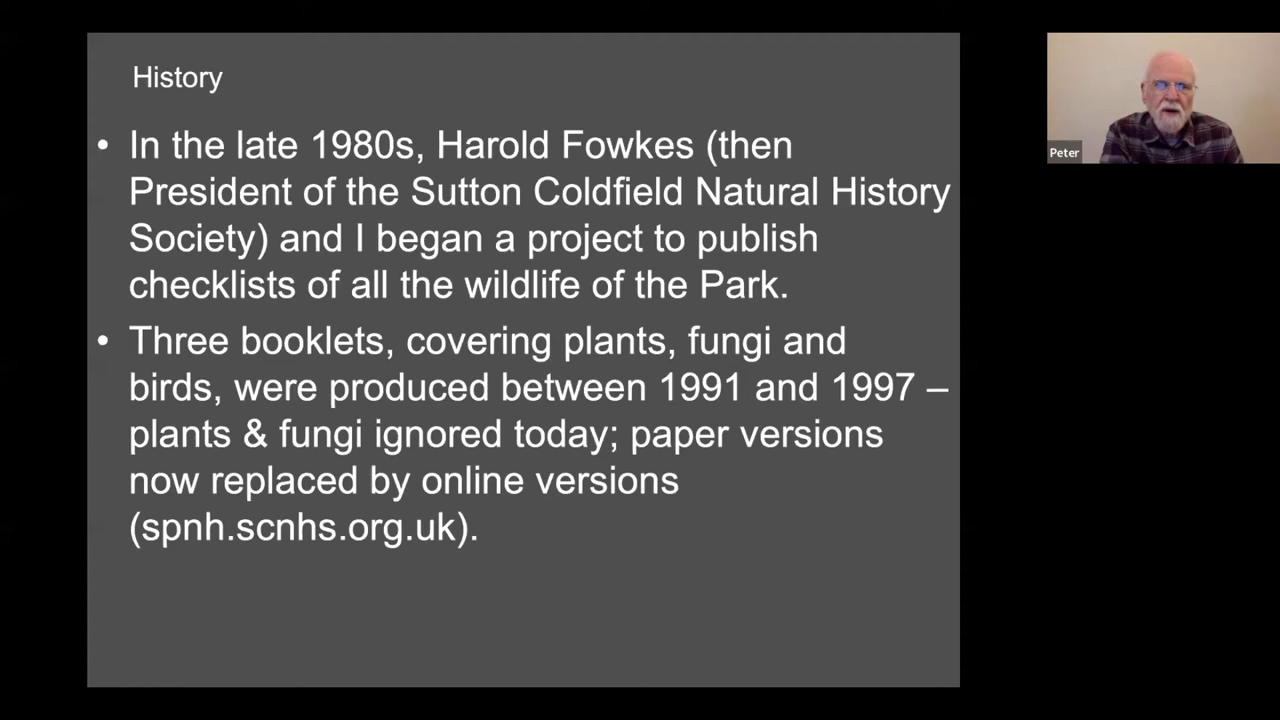 History
• In the late 1980s, Harold Fowkes (then
President of the Sutton Coldfield Natural History
Society) and I began a project to publish
checklists of all the wildlife of the Park.
• Three booklets, covering plants, fungi and
birds, were produced between 1991 and 1997 –
plants & fungi ignored today; paper versions
now replaced by online versions
(spnh.scnhs.org.uk).
Peter